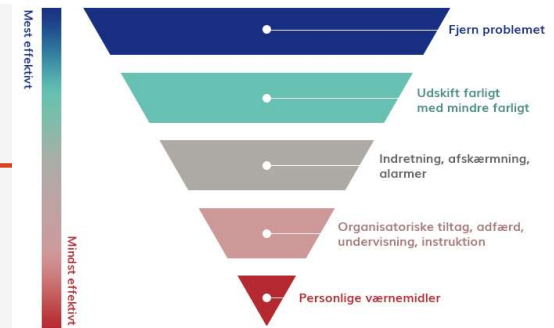 Mest effektivt
Fjern problemet
Udskift farligt
med mindre farligt
Indretning, afskærmning,
alarmer
Organisatoriske tiltag, adfærd,
undervisning, instruktion
Mindst effektivt
Personlige værnemidler